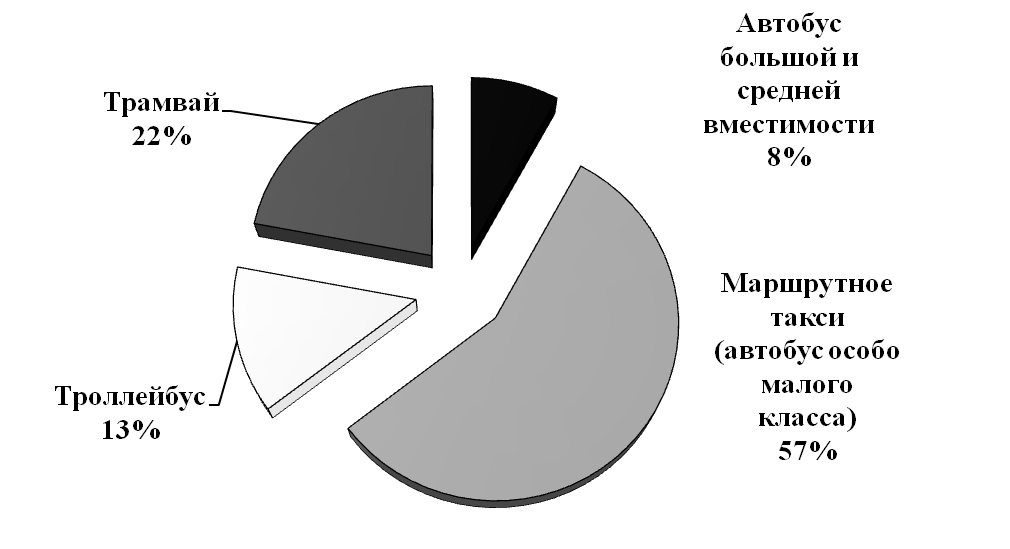 Автобус
большой и
средней
вместимости
8%
Трамвай
22%
Маршрутное
такси
(автобус особо
малого
класса)
57%
Троллейбус
13%